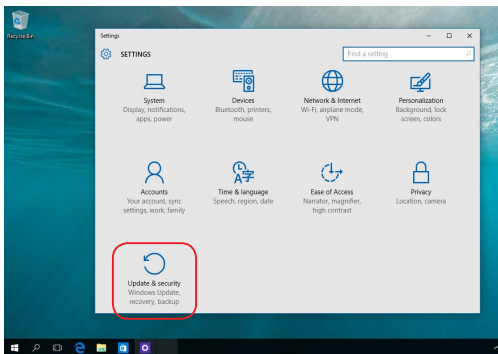 Recycle Bin
Settings
SETTINGS
Find a setting
System
Display, notifications,
apps, power
Devices
Bluetooth, printers,
mouse
Network & Internet
Wi-Fi, airplane mode,
VPN
Personalization
Background, lock
screen, colors
Accounts
Your account, sync
settings, work, family
Time & language
Speech, region, date
Ease of Access
Narrator, magnifier,
high contrast
Privacy
Location, camera
Update & security
Windows Update,
recovery, backup